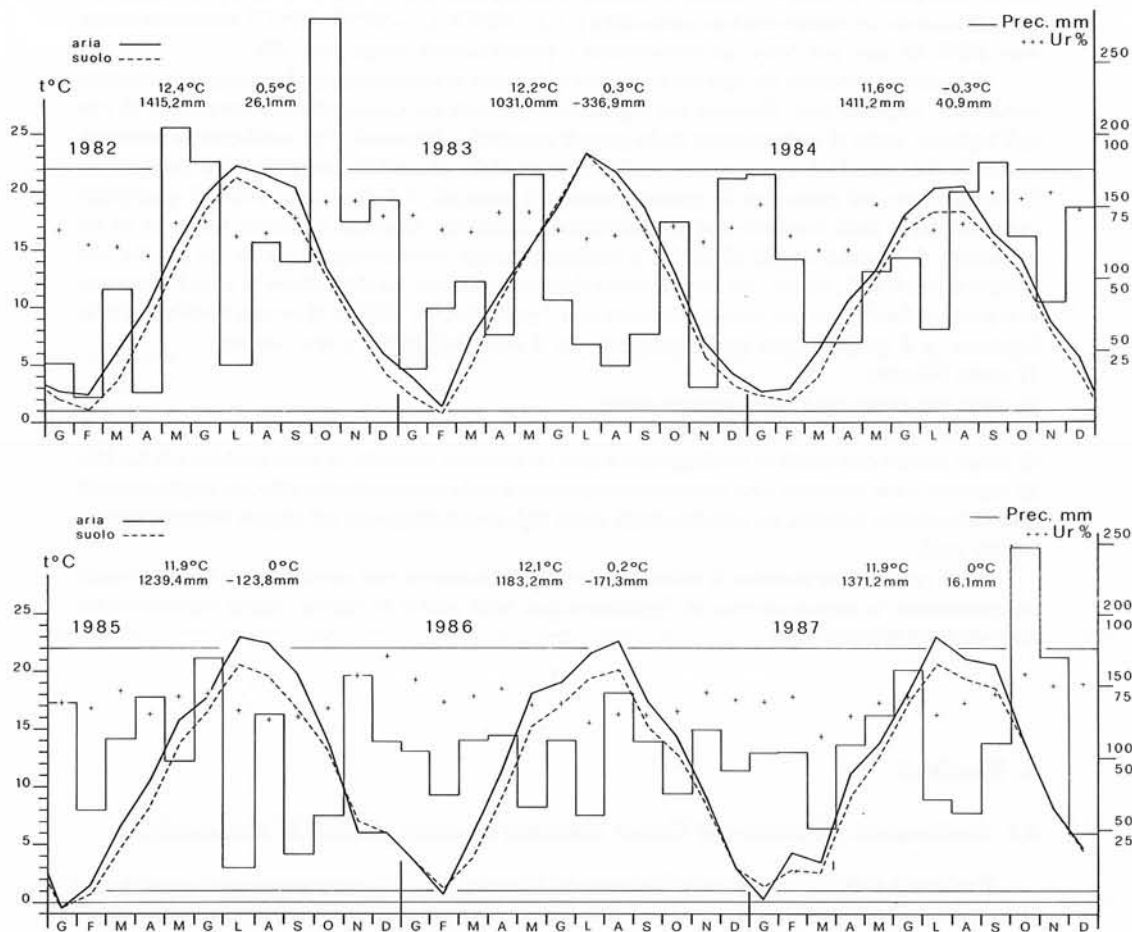 aria
suolo
Prec. mm
++ Ur%
t°C
12,4°C 0,5°C
1415,2mm 26,1mm
12,2°C 0,3°C
1031,0mm -336,9mm
11,6°C -0,3°C
1411,2mm 40,9mm
250
25
200
100
1982 1983 1984
20
150
75
15
100
50
10
50
25
5
0
0
G F M A M G L A S O N D G F M A M G L A S O N D G F M A M G L A S O N D
aria
suolo
Prec. mm
++ Ur%
t°C
11,9°C 0°C
1239,4mm -123,8mm
12,1°C 0,2°C
1183,2mm -171,3mm
11,9°C 0°C
1371,2mm 16,1mm
250
25
200
100
1985 1986 1987
20
150
75
15
100
50
10
50
25
5
0
0
G F M A M G L A S O N D G F M A M G L A S O N D G F M A M G L A S O N D